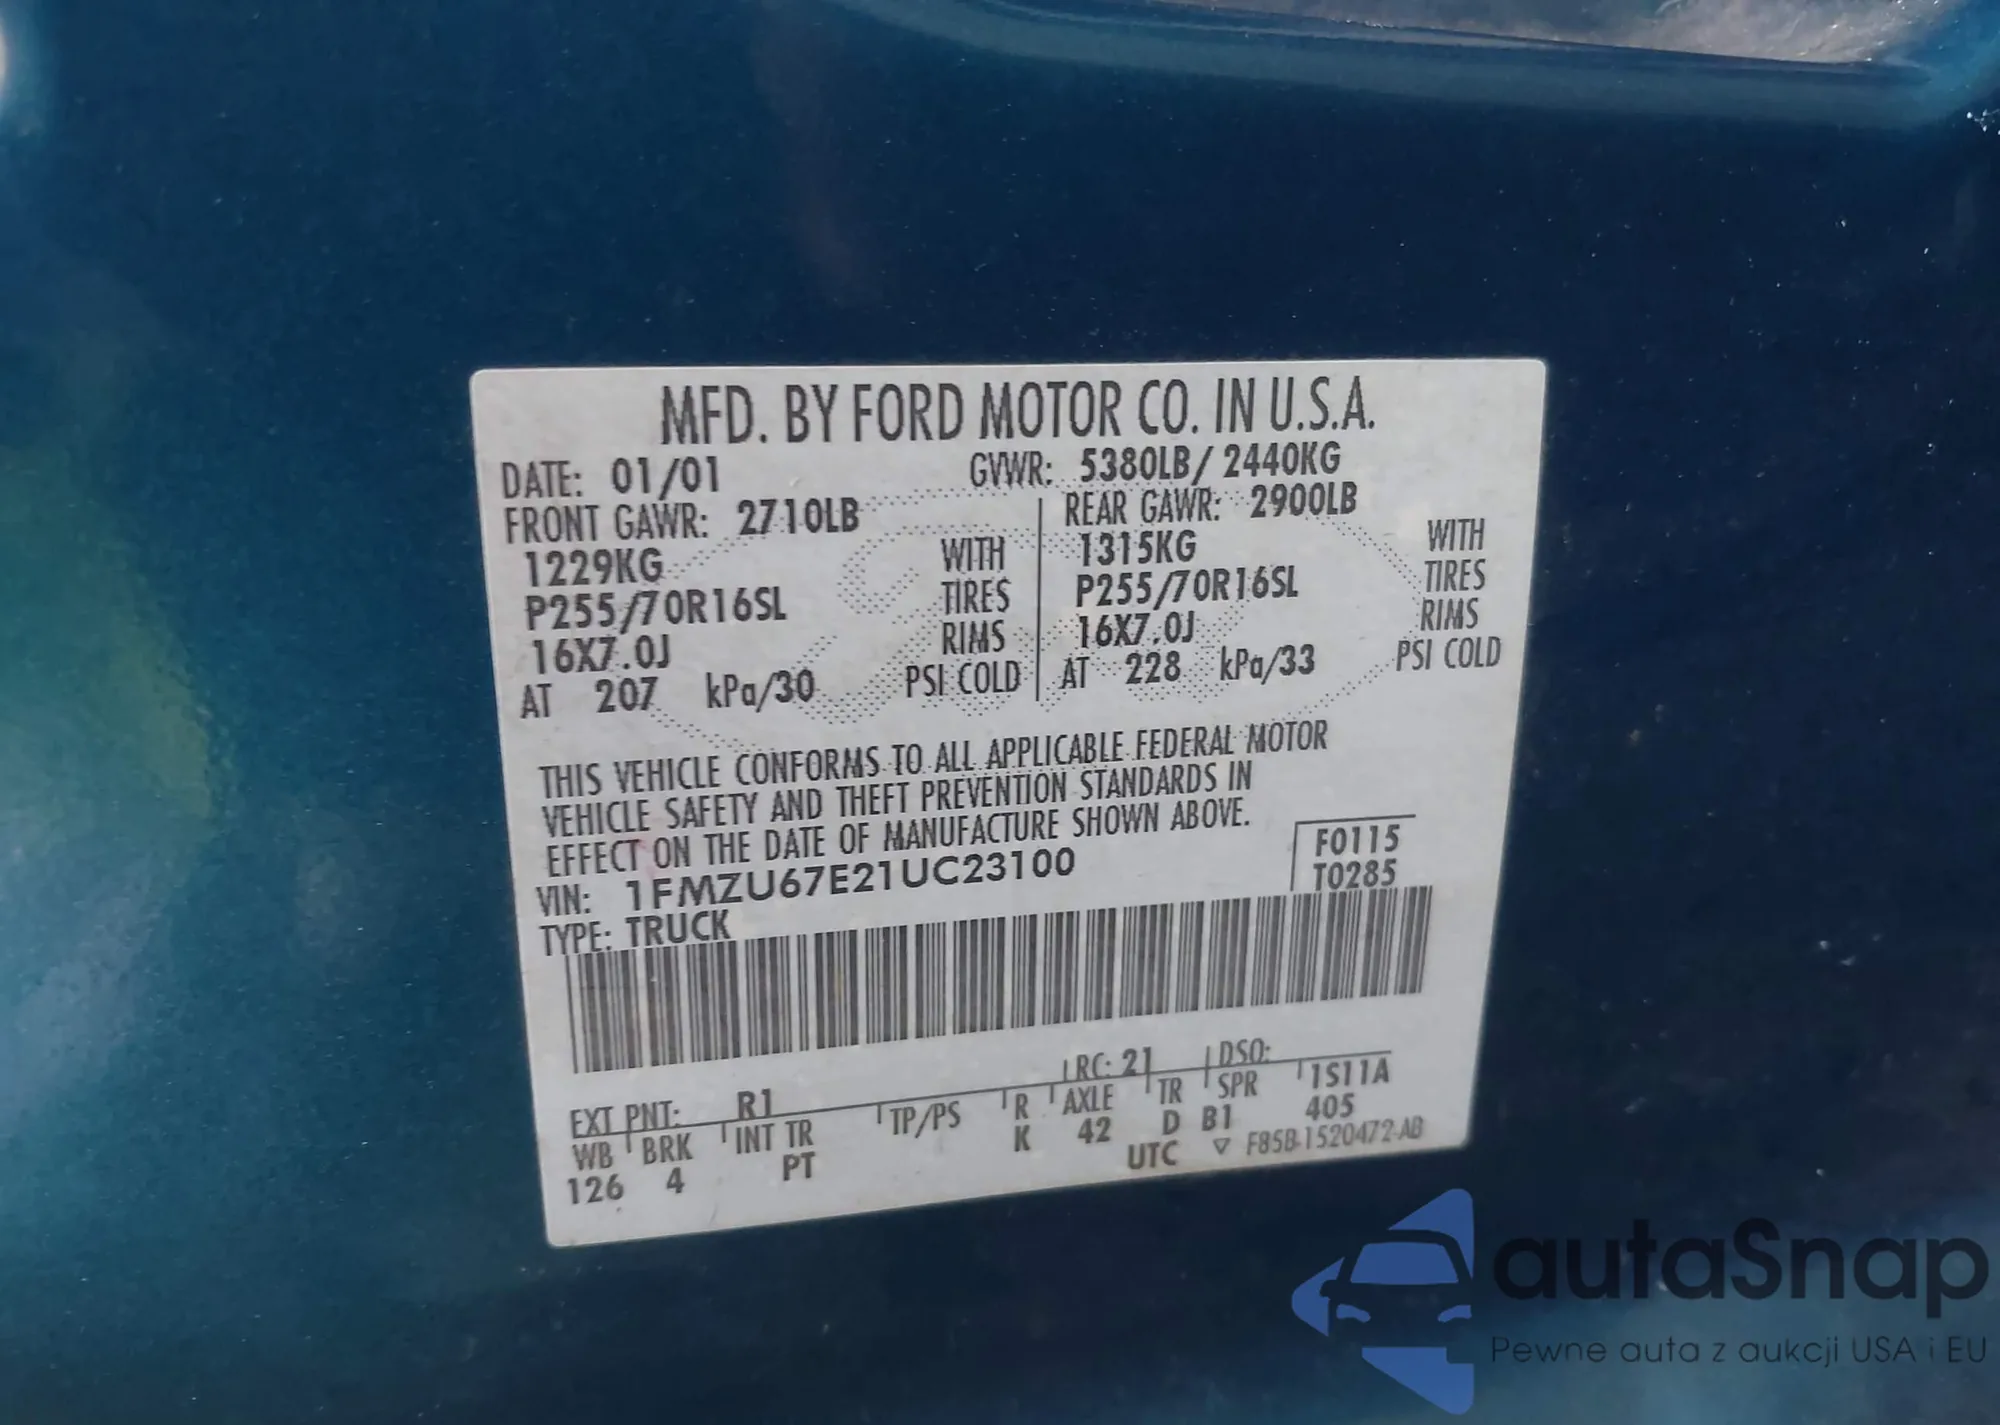 MFD. BY FORD MOTOR CO. IN U.S.A.
DATE: 01/01 GVWR: 5380LB/ 2440KG
FRONT GAWR: 2710LB REAR GAWR: 2900LB
1229KG WITH 1315KG WITH
P255/70R16SL TIRES P255/70R16SL TIRES
16X7.0J RIMS 16X7.0J RIMS
AT 207 kPa/30 PSI COLD AT 228 kPa/33 PSI COLD
THIS VEHICLE CONFORMS TO ALL APPLICABLE FEDERAL MOTOR
VEHICLE SAFETY AND THEFT PREVENTION STANDARDS IN
EFFECT ON THE DATE OF MANUFACTURE SHOWN ABOVE.
VIN: 1FMZU67E21UC23100 F0115
TYPE: TRUCK T0285
EXT PNT: R1 RC: 21 DSO:
WB BRK INT TR TP/PS R AXLE TR SPR 1S11A
126 4 PT K 42 D B1 405
UTC ▽ F85B-1520472-AB
autaSnap
Pewne auta z aukcji USA i EU